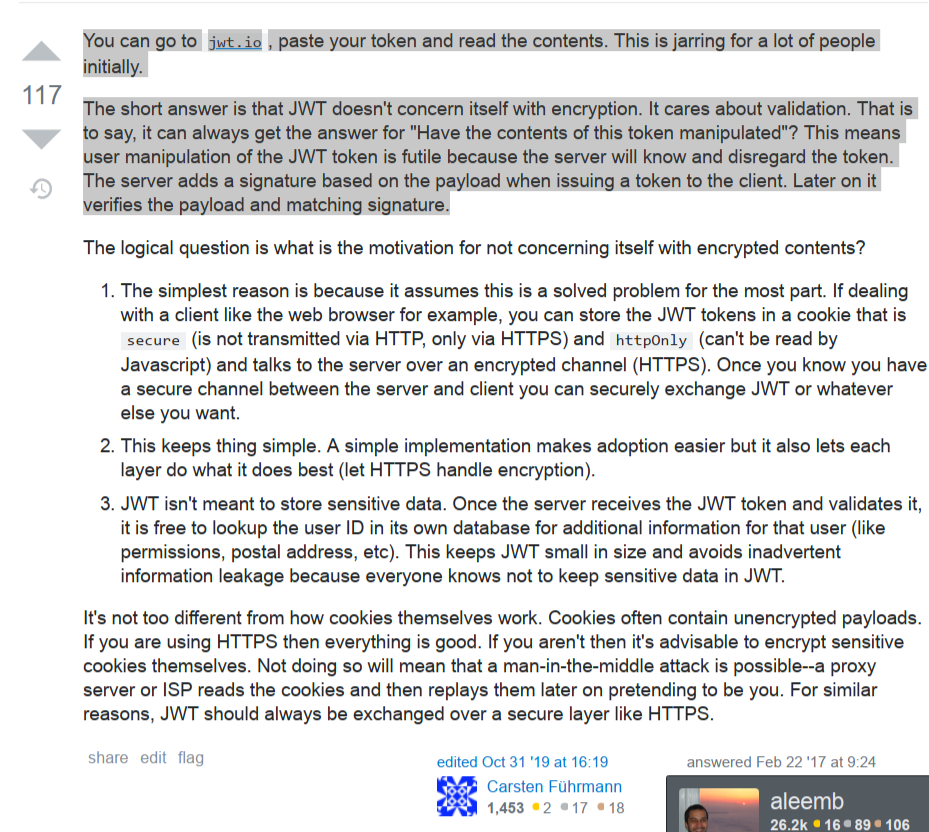 You can go to jwt.io , paste your token and read the contents. This is jarring for a lot of people
initially.
117
The short answer is that JWT doesn't concern itself with encryption. It cares about validation. That is
to say, it can always get the answer for "Have the contents of this token manipulated"? This means
user manipulation of the JWT token is futile because the server will know and disregard the token.
The server adds a signature based on the payload when issuing a token to the client. Later on it
verifies the payload and matching signature.
The logical question is what is the motivation for not concerning itself with encrypted contents?
1. The simplest reason is because it assumes this is a solved problem for the most part. If dealing
with a client like the web browser for example, you can store the JWT tokens in a cookie that is
secure (is not transmitted via HTTP, only via HTTPS) and httpOnly (can't be read by
Javascript) and talks to the server over an encrypted channel (HTTPS). Once you know you have
a secure channel between the server and client you can securely exchange JWT or whatever
else you want.
2. This keeps thing simple. A simple implementation makes adoption easier but it also lets each
layer do what it does best (let HTTPS handle encryption).
3. JWT isn't meant to store sensitive data. Once the server receives the JWT token and validates it,
it is free to lookup the user ID in its own database for additional information for that user (like
permissions, postal address, etc). This keeps JWT small in size and avoids inadvertent
information leakage because everyone knows not to keep sensitive data in JWT.
It's not too different from how cookies themselves work. Cookies often contain unencrypted payloads.
If you are using HTTPS then everything is good. If you aren't then it's advisable to encrypt sensitive
cookies themselves. Not doing so will mean that a man-in-the-middle attack is possible--a proxy
server or ISP reads the cookies and then replays them later on pretending to be you. For similar
reasons, JWT should always be exchanged over a secure layer like HTTPS.
share edit flag
edited Oct 31 '19 at 16:19
Carsten Führmann
1,453 2 17 18
answered Feb 22 '17 at 9:24
aleemb
26.2k 16 89 106